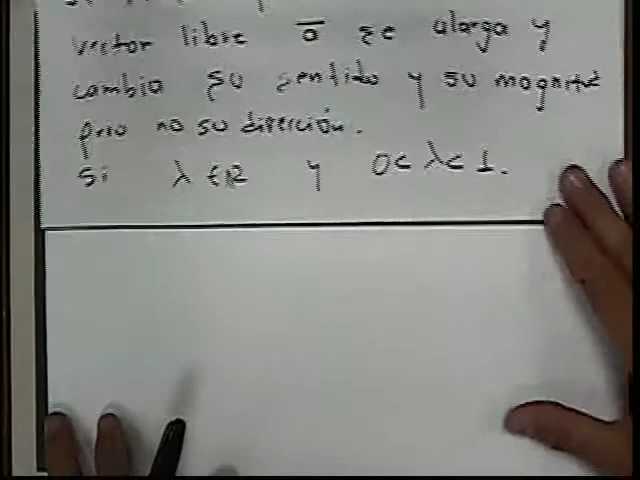 vector libre ā se alarga y
cambia su sentido y su magnitud
pero no su dirección.
Si λ ∈ ℝ y 0 < λ < 1.